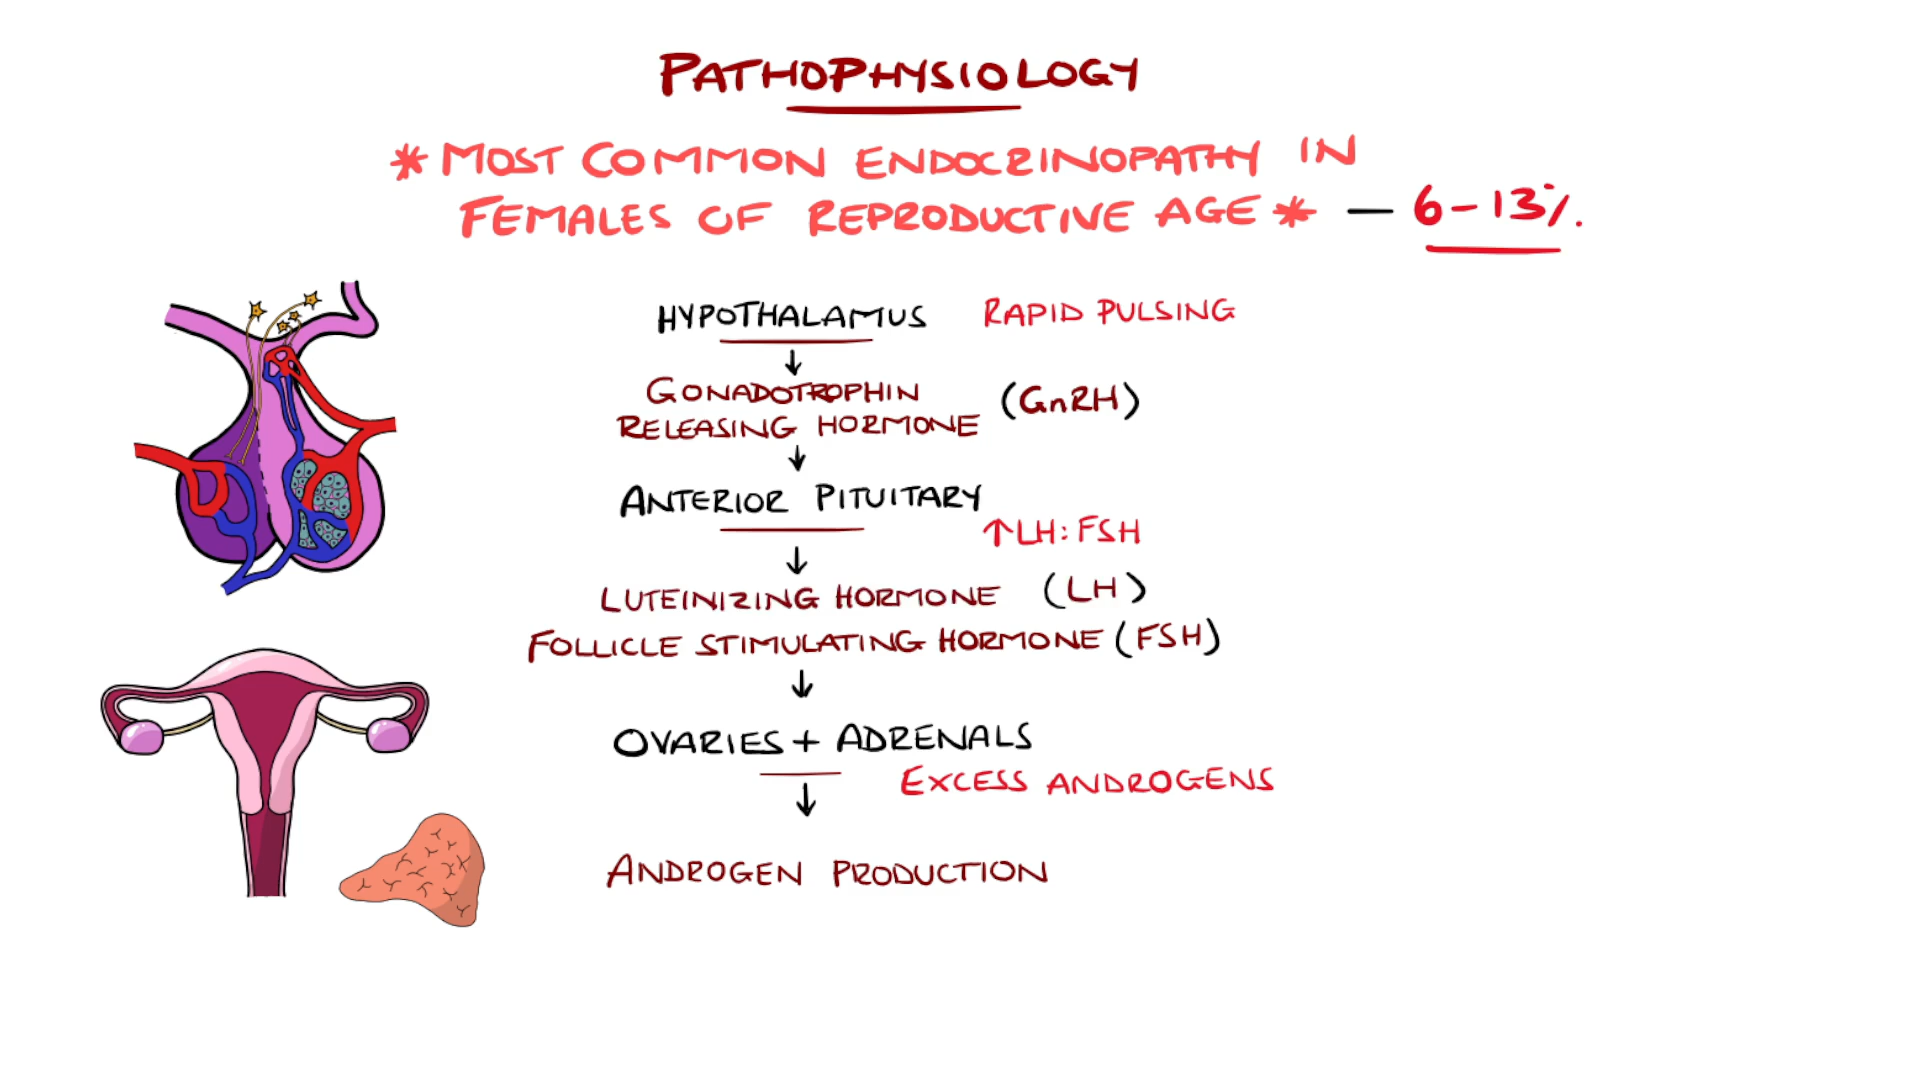 PATHOPHYSIOLOGY
* MOST COMMON ENDOCRINOPATHY IN
FEMALES OF REPRODUCTIVE AGE * — 6-13%.
HYPOTHALAMUS RAPID PULSING
↓
GONADOTROPHIN
RELEASING HORMONE (GnRH)
↓
ANTERIOR PITUITARY
↑LH:FSH
↓
LUTEINIZING HORMONE (LH)
FOLLICLE STIMULATING HORMONE (FSH)
↓
OVARIES + ADRENALS
EXCESS ANDROGENS
↓
ANDROGEN PRODUCTION